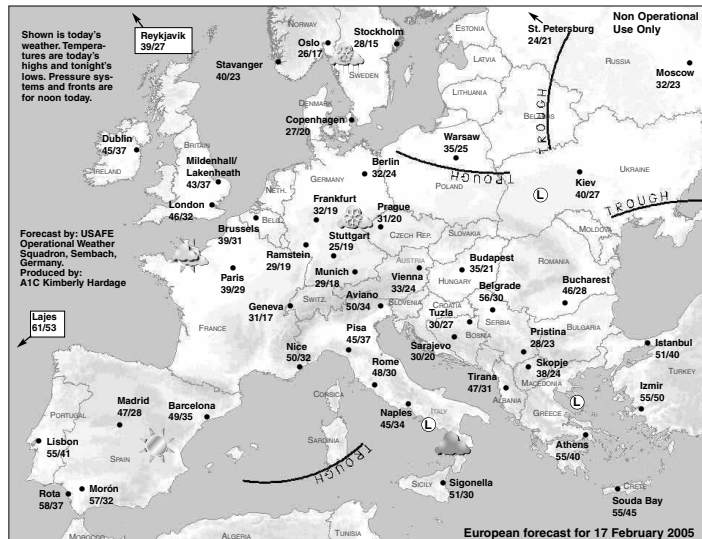 Non Operational
Use Only
Shown is today's
weather. Tempera-
tures are today's
highs and tonight's
lows. Pressure sys-
tems and fronts are
for noon today.
Reykjavik
39/27
NORWAY
Oslo
26/17
Stockholm
28/15
SWEDEN
Stavanger
40/23
ESTONIA
St. Petersburg
24/21
LATVIA
RUSSIA
Moscow
32/23
LITHUANIA
BELARUS
TROUGH
DENMARK
Copenhagen
27/20
Dublin
45/37
IRELAND
BRITAIN
Mildenhall/
Lakenheath
43/37
London
46/32
NETH.
GERMANY
Berlin
32/24
Warsaw
35/25
POLAND
TROUGH
L
Kiev
40/27
UKRAINE
TROUGH
MOLDOVA
Forecast by: USAFE
Operational Weather
Squadron, Sembach,
Germany.
Produced by:
A1C Kimberly Hardage
Brussels
39/31
BELG.
Frankfurt
32/19
Prague
31/20
CZECH REP.
SLOVAKIA
Ramstein
29/19
Stuttgart
25/19
Munich
29/18
AUSTRIA
Vienna
33/24
Budapest
35/21
HUNGARY
ROMANIA
Paris
39/29
FRANCE
Geneva
31/17
SWITZ.
Aviano
50/34
SLOVENIA
CROATIA
Belgrade
56/30
Bucharest
46/28
Lajes
61/53
Tuzla
30/27
BOSNIA
SERBIA
Sarajevo
30/20
Pristina
28/23
BULGARIA
Skopje
38/24
MACEDONIA
Istanbul
51/40
TURKEY
Nice
50/32
Pisa
45/37
Rome
48/30
CORSICA
ITALY
Naples
45/34
L
Tirana
47/31
ALBANIA
GREECE
L
Izmir
55/50
Athens
55/40
PORTUGAL
Madrid
47/28
Barcelona
49/35
SPAIN
Lisbon
55/41
Rota
58/37
Morón
57/32
SARDINIA
TROUGH
SICILY
Sigonella
51/30
CRETE
Souda Bay
55/45
MOROCCO
ALGERIA
TUNISIA
European forecast for 17 February 2005